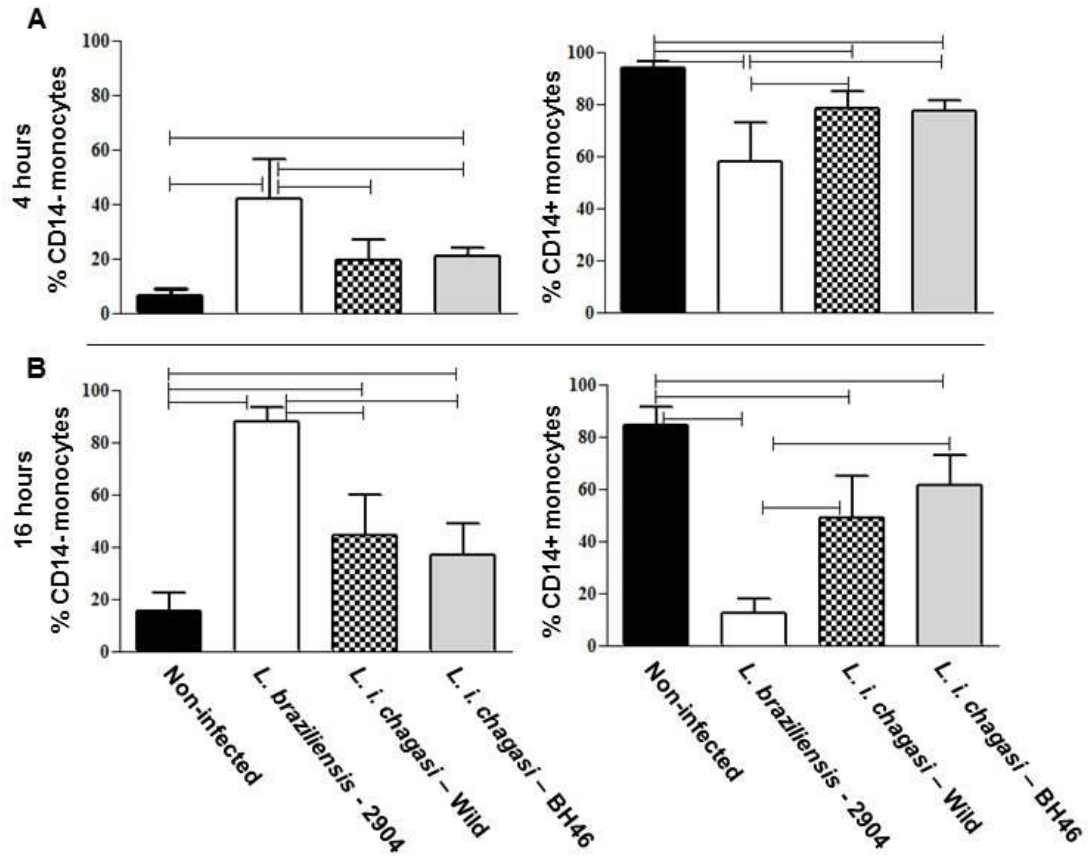 A
4 hours
% CD14- monocytes
100
80
60
40
20
0
% CD14+ monocytes
100
80
60
40
20
0
B
16 hours
% CD14- monocytes
100
80
60
40
20
0
% CD14+ monocytes
100
80
60
40
20
0
Non-infected
L. braziliensis - 2904
L. i. chagasi – Wild
L. i. chagasi – BH46
Non-infected
L. braziliensis - 2904
L. i. chagasi – Wild
L. i. chagasi – BH46